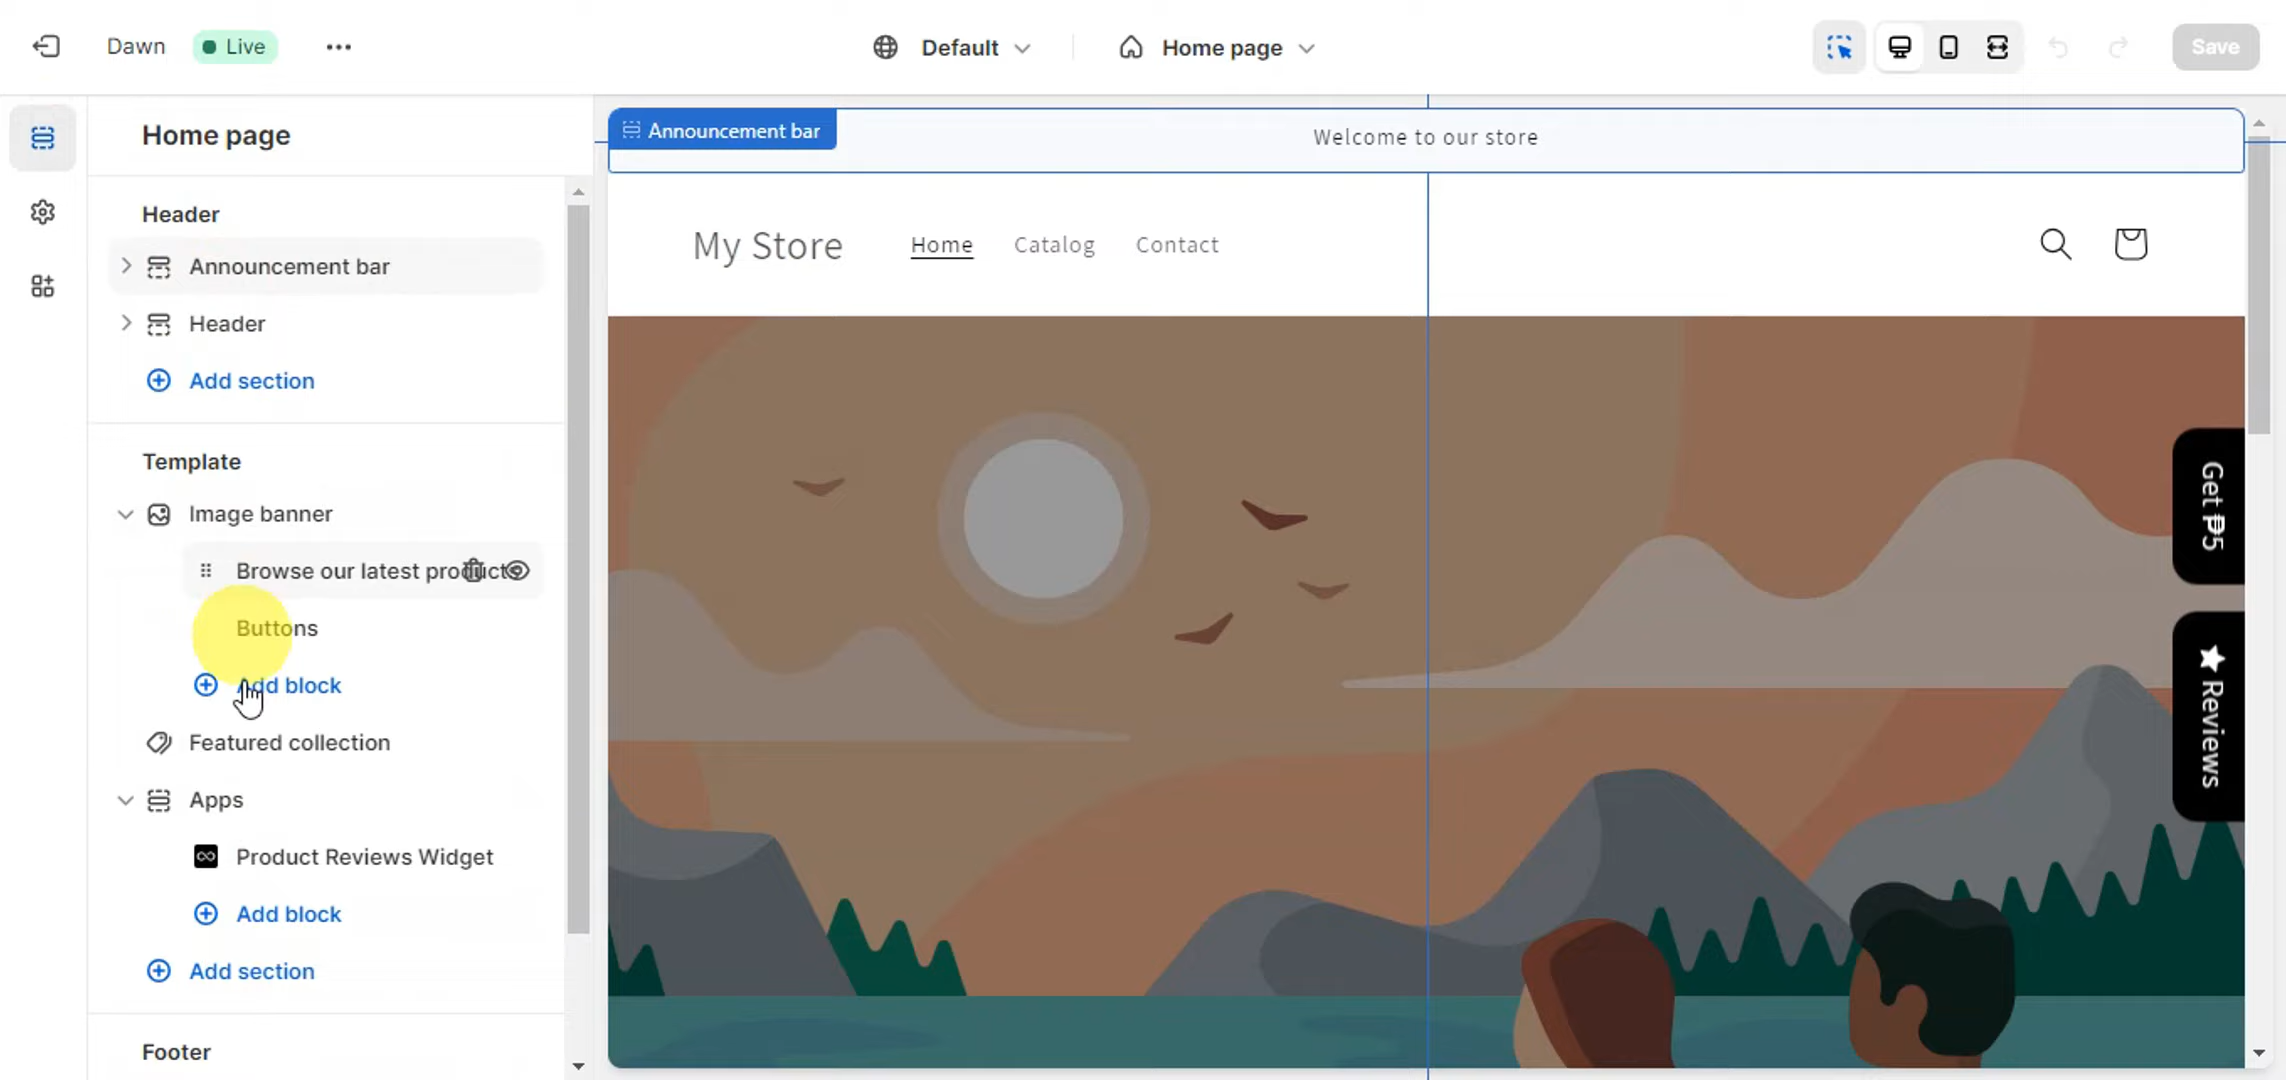 Dawn
Live
Default
Home page
Save
Home page
Header
Announcement bar
Header
Add section
Template
Image banner
Browse our latest products
Buttons
Add block
Featured collection
Apps
Product Reviews Widget
Add block
Add section
Footer
Announcement bar
Welcome to our store
My Store
Home
Catalog
Contact
Get ₱5
Reviews